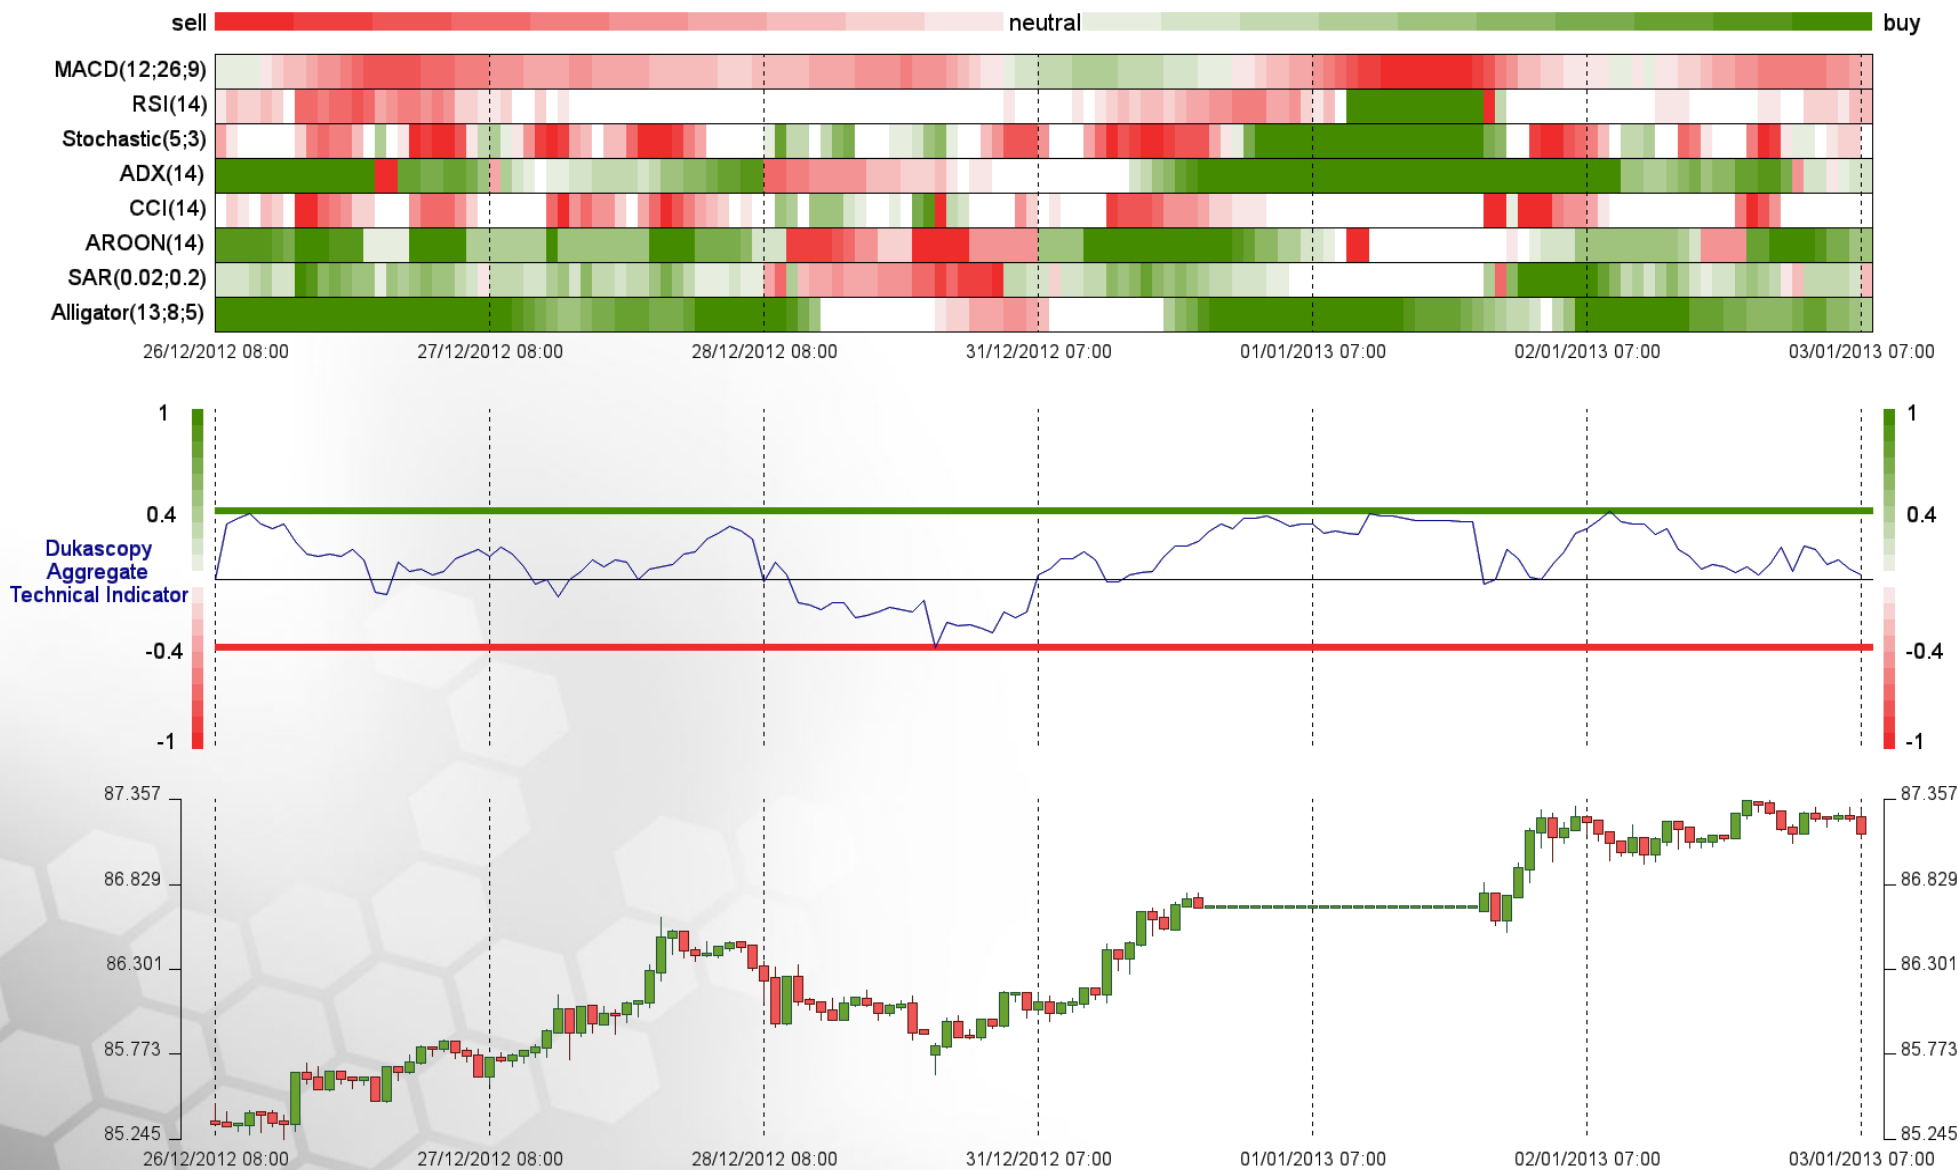 sell neutral buy
MACD(12;26;9)
RSI(14)
Stochastic(5;3)
ADX(14)
CCI(14)
AROON(14)
SAR(0.02;0.2)
Alligator(13;8;5)
26/12/2012 08:00 27/12/2012 08:00 28/12/2012 08:00 31/12/2012 07:00 01/01/2013 07:00 02/01/2013 07:00 03/01/2013 07:00
1 1
0.4 0.4
Dukascopy
Aggregate
Technical Indicator
-0.4 -0.4
-1 -1
87.357 87.357
86.829 86.829
86.301 86.301
85.773 85.773
85.245 85.245
26/12/2012 08:00 27/12/2012 08:00 28/12/2012 08:00 31/12/2012 07:00 01/01/2013 07:00 02/01/2013 07:00 03/01/2013 07:00